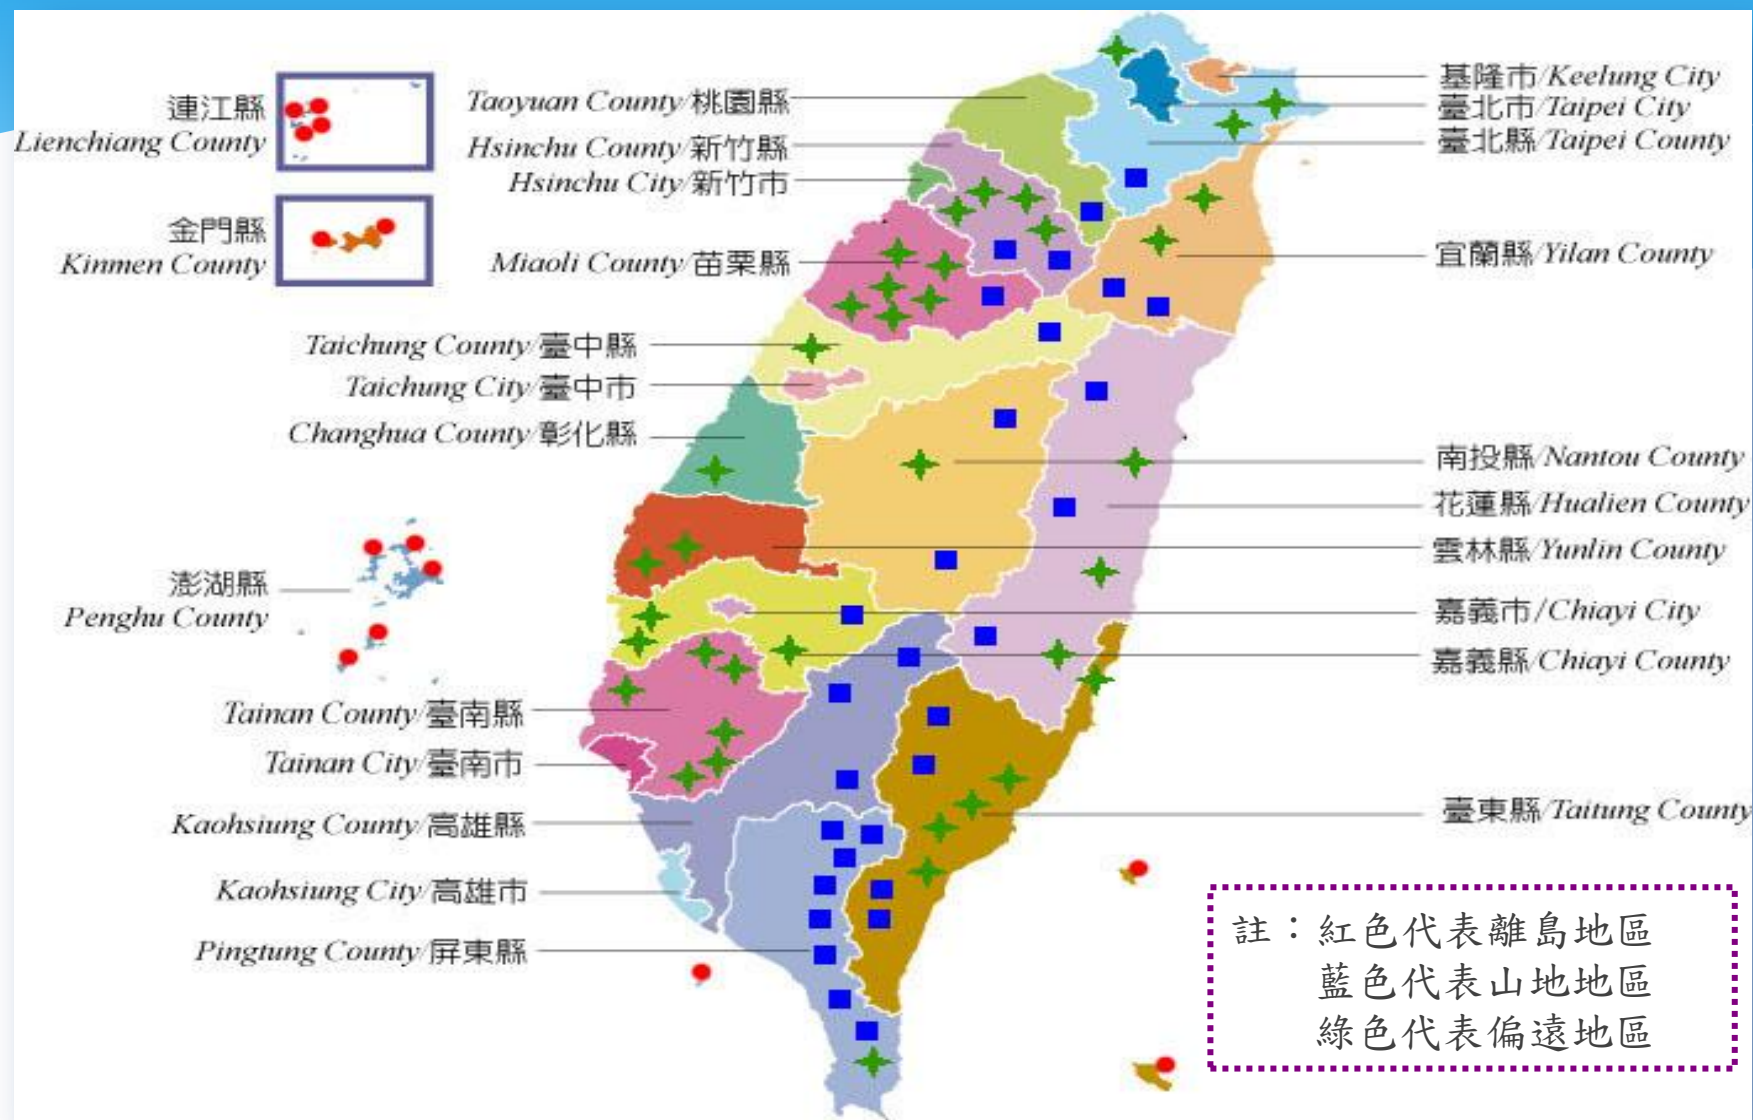 連江縣
Lienchiang County
金門縣
Kinmen County
澎湖縣
Penghu County
Taoyuan County/桃園縣
Hsinchu County/新竹縣
Hsinchu City/新竹市
Miaoli County/苗栗縣
Taichung County/臺中縣
Taichung City/臺中市
Changhua County/彰化縣
Tainan County/臺南縣
Tainan City/臺南市
Kaohsiung County/高雄縣
Kaohsiung City/高雄市
Pingtung County/屏東縣
基隆市/Keelung City
臺北市/Taipei City
臺北縣/Taipei County
宜蘭縣/Yilan County
南投縣/Nantou County
花蓮縣/Hualien County
雲林縣/Yunlin County
嘉義市/Chiayi City
嘉義縣/Chiayi County
臺東縣/Taitung County
註：紅色代表離島地區
藍色代表山地地區
綠色代表偏遠地區